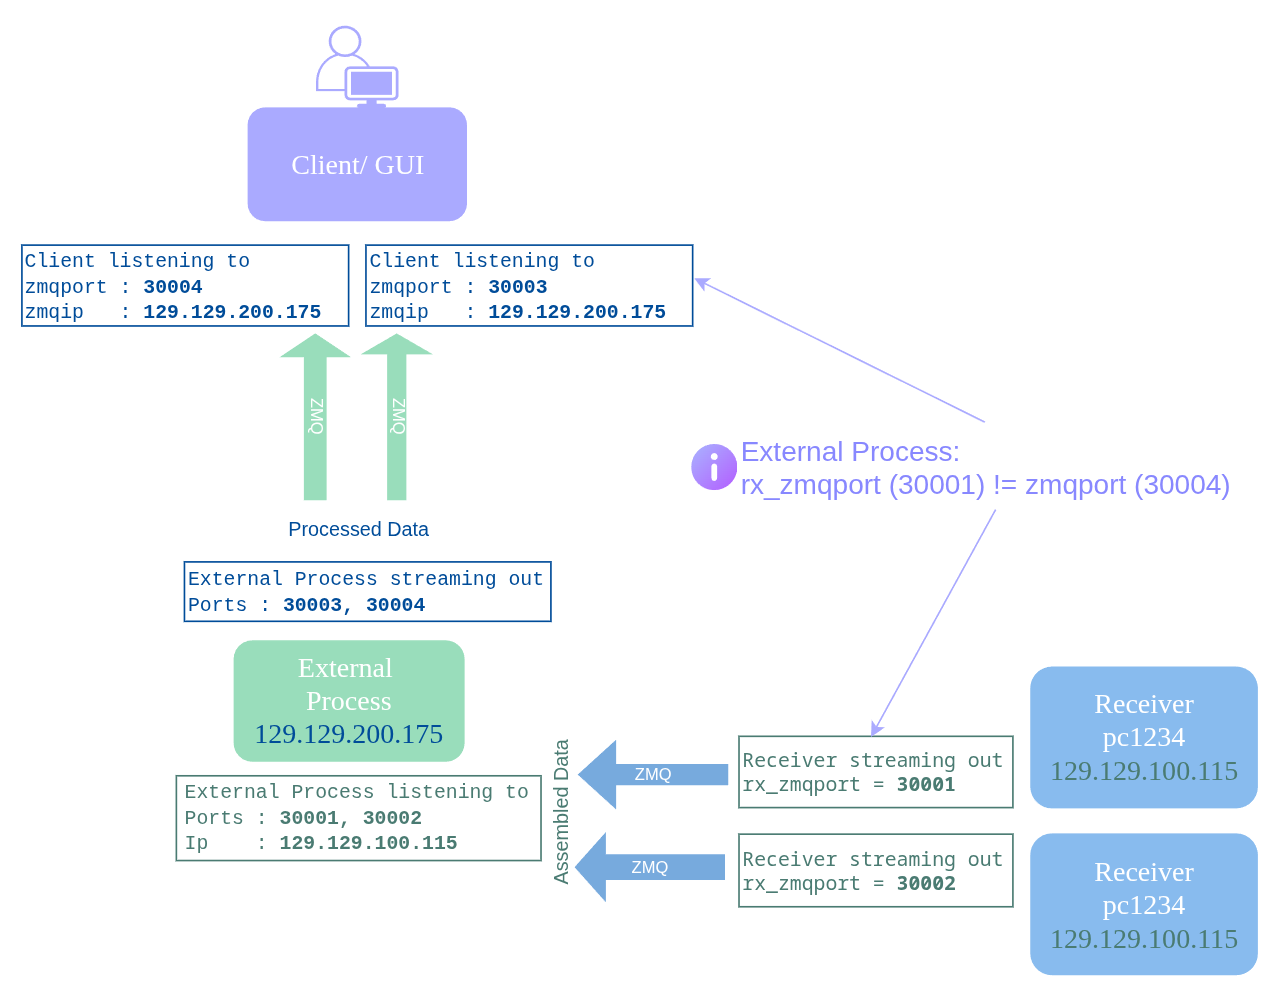 Client/ GUI
Client listening to
zmqport : 30004
zmqip   : 129.129.200.175
Client listening to
zmqport : 30003
zmqip   : 129.129.200.175
ZMQ
ZMQ
External Process:
rx_zmqport (30001) != zmqport (30004)
Processed Data
External Process streaming out
Ports : 30003, 30004
External
Process
129.129.200.175
External Process listening to
Ports : 30001, 30002
Ip    : 129.129.100.115
Assembled Data
ZMQ
ZMQ
Receiver streaming out
rx_zmqport = 30001
Receiver streaming out
rx_zmqport = 30002
Receiver
pc1234
129.129.100.115
Receiver
pc1234
129.129.100.115